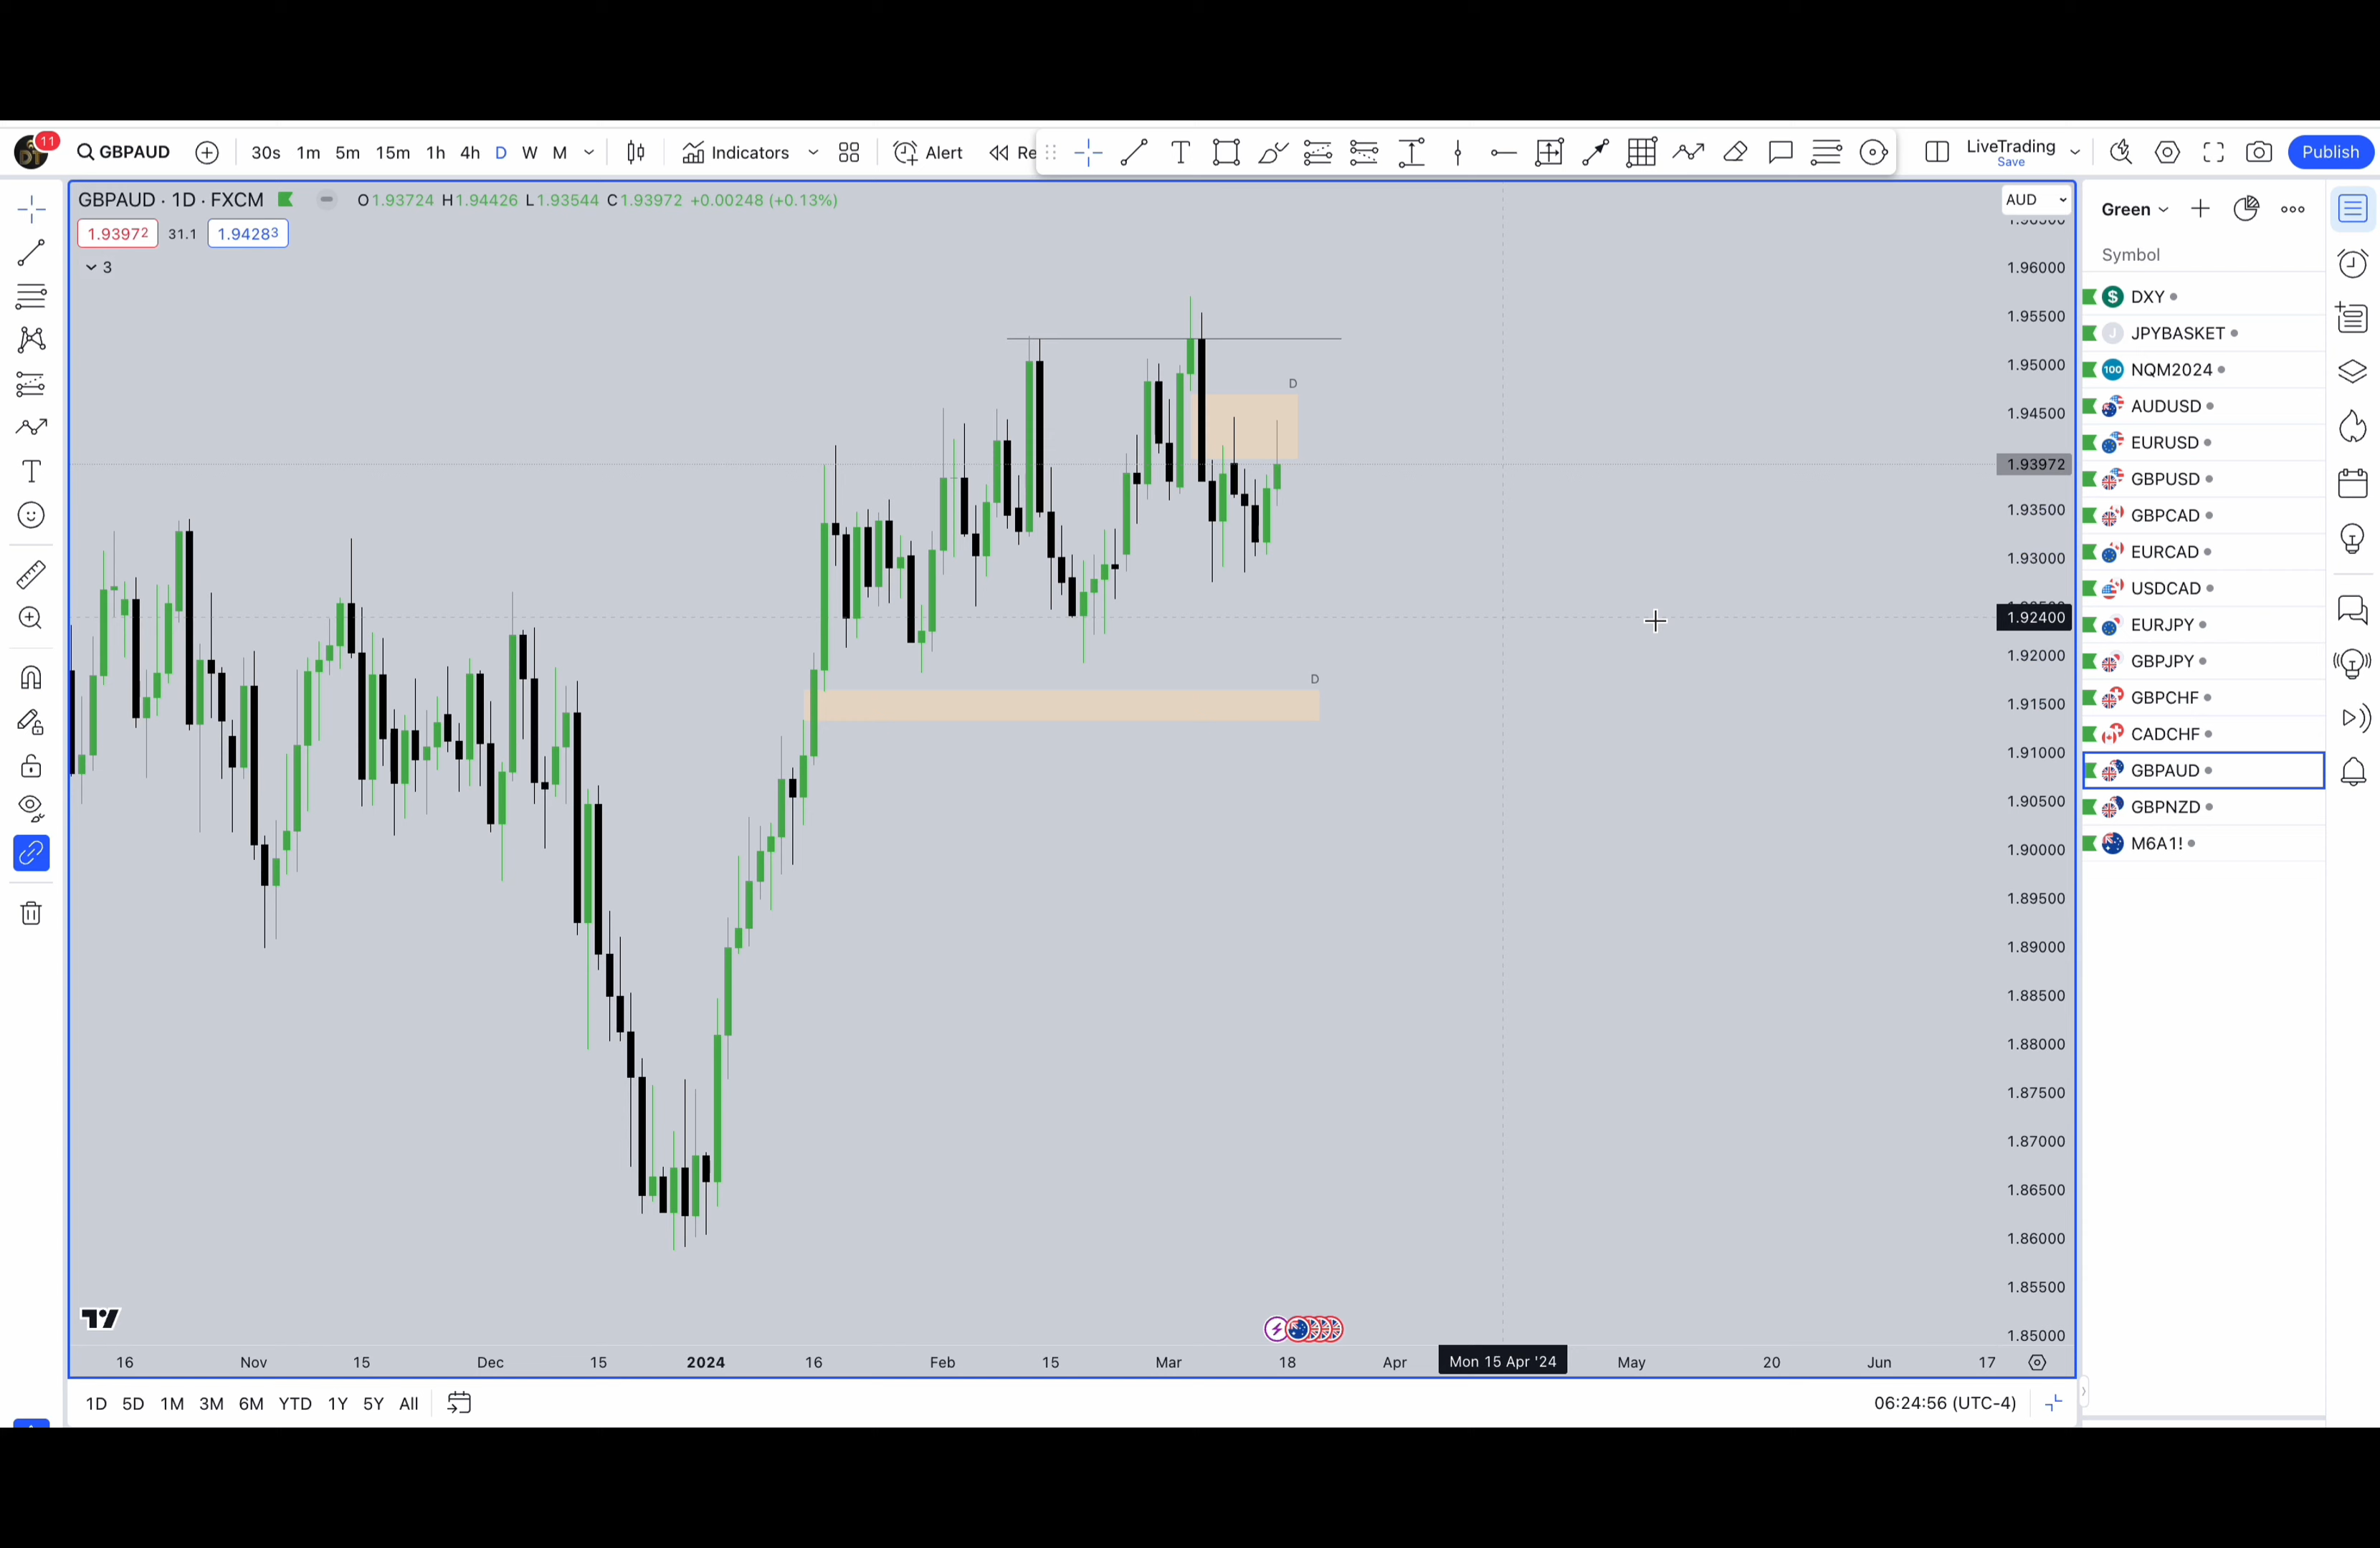 11 GBPAUD 30s 1m 5m 15m 1h 4h D W M Indicators Alert Re LiveTrading Publish
Save
GBPAUD · 1D · FXCM O1.93724 H1.94426 L1.93544 C1.93972 +0.00248 (+0.13%)
1.93972 31.1 1.94283
3
AUD
1.96000
1.95500
1.95000
1.94500
1.93972
1.93500
1.93000
1.92400
1.92000
1.91500
1.91000
1.90500
1.90000
1.89500
1.89000
1.88500
1.88000
1.87500
1.87000
1.86500
1.86000
1.85500
1.85000
D
D
16 Nov 15 Dec 15 2024 16 Feb 15 Mar 18 Apr Mon 15 Apr '24 May 20 Jun 17
1D 5D 1M 3M 6M YTD 1Y 5Y All
06:24:56 (UTC-4)
Green
Symbol
$ DXY
J JPYBASKET
100 NQM2024
AUDUSD
EURUSD
GBPUSD
GBPCAD
EURCAD
USDCAD
EURJPY
GBPJPY
GBPCHF
CADCHF
GBPAUD
GBPNZD
M6A1!